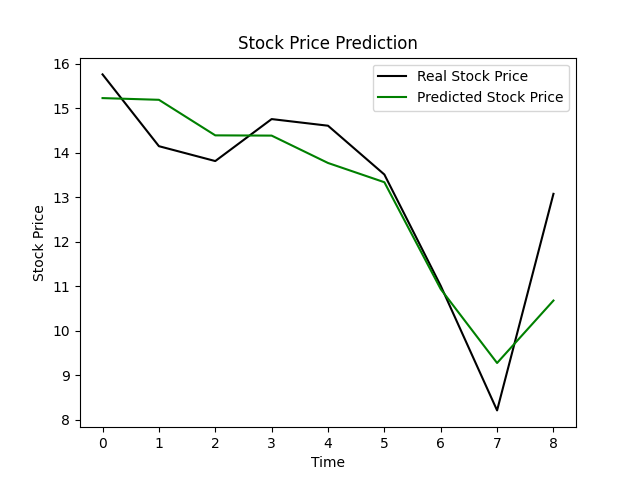 Stock Price Prediction
Real Stock Price
Predicted Stock Price
Stock Price
16
15
14
13
12
11
10
9
8
0 1 2 3 4 5 6 7 8
Time